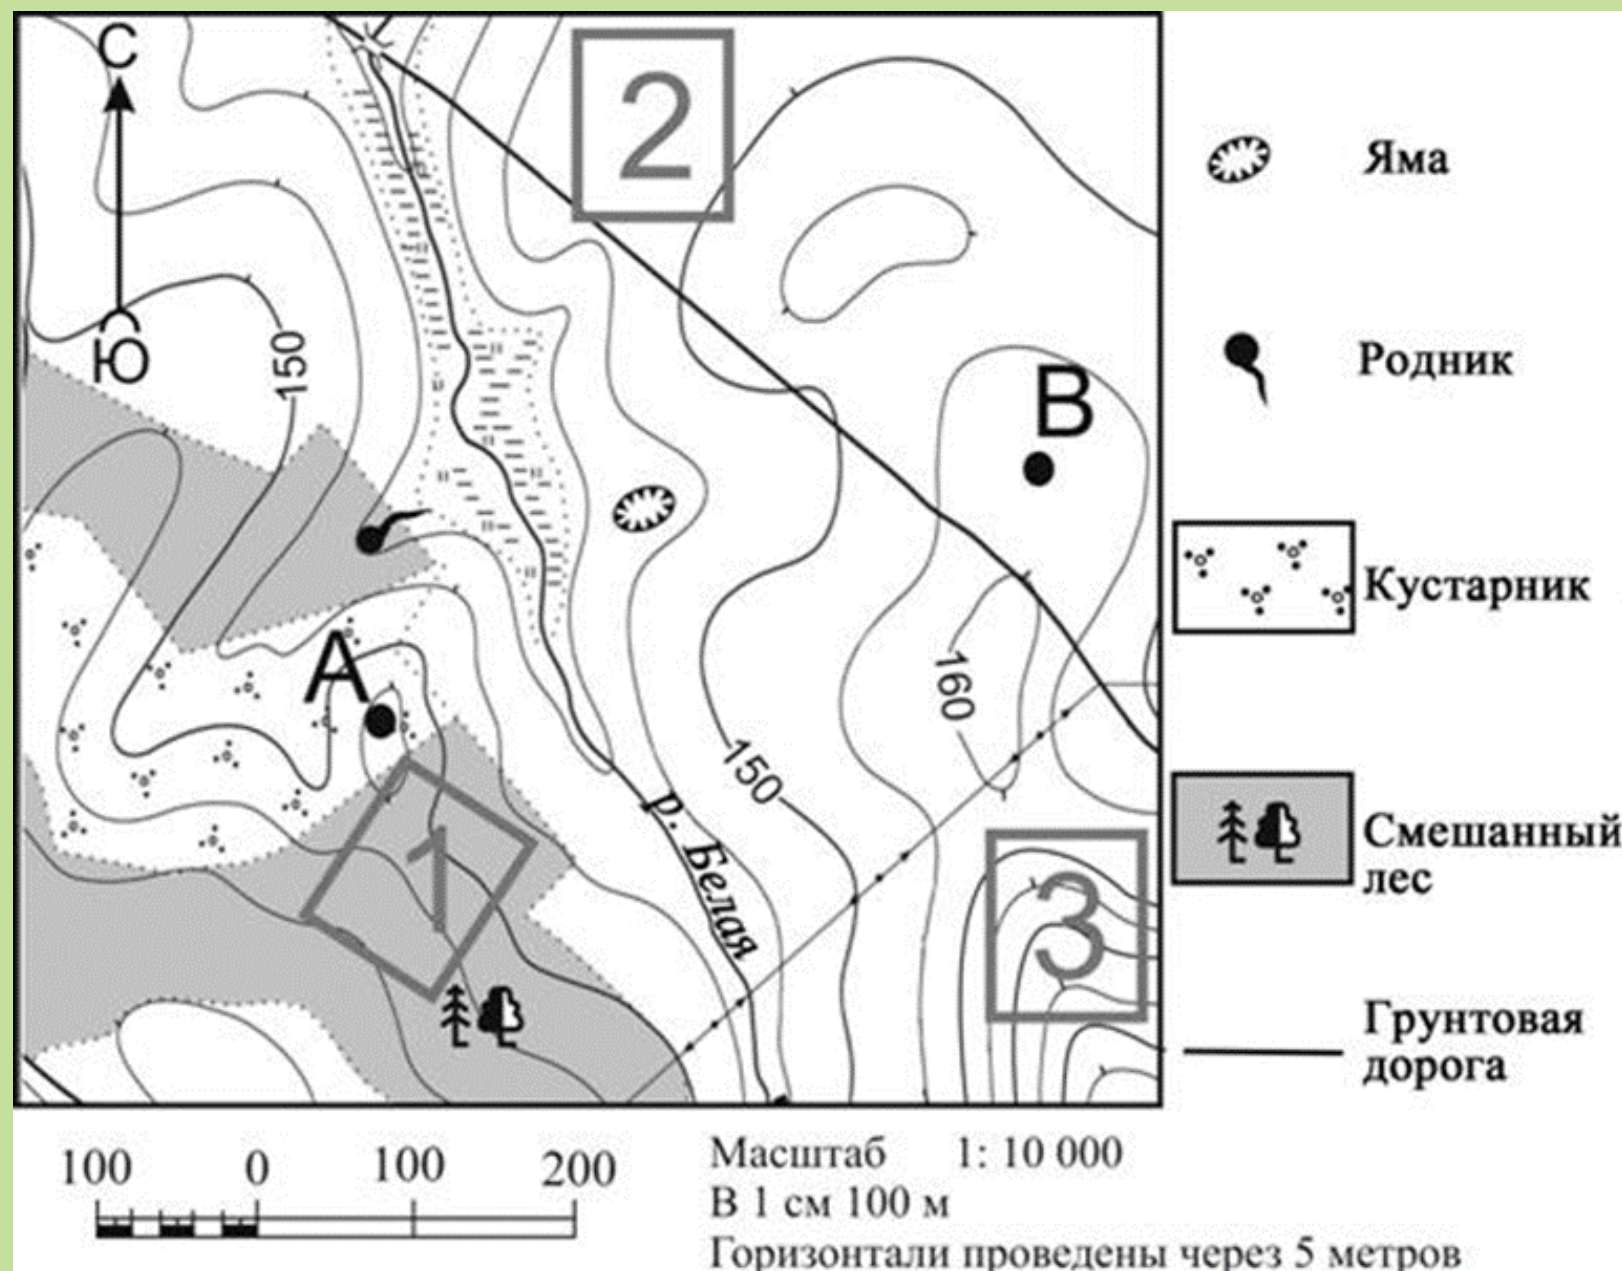 С
Ю
2
150
А
В
160
150
1
3
р. Белая
Яма
Родник
Кустарник
Смешанный
лес
Грунтовая
дорога
100 0 100 200
Масштаб 1: 10 000
В 1 см 100 м
Горизонтали проведены через 5 метров